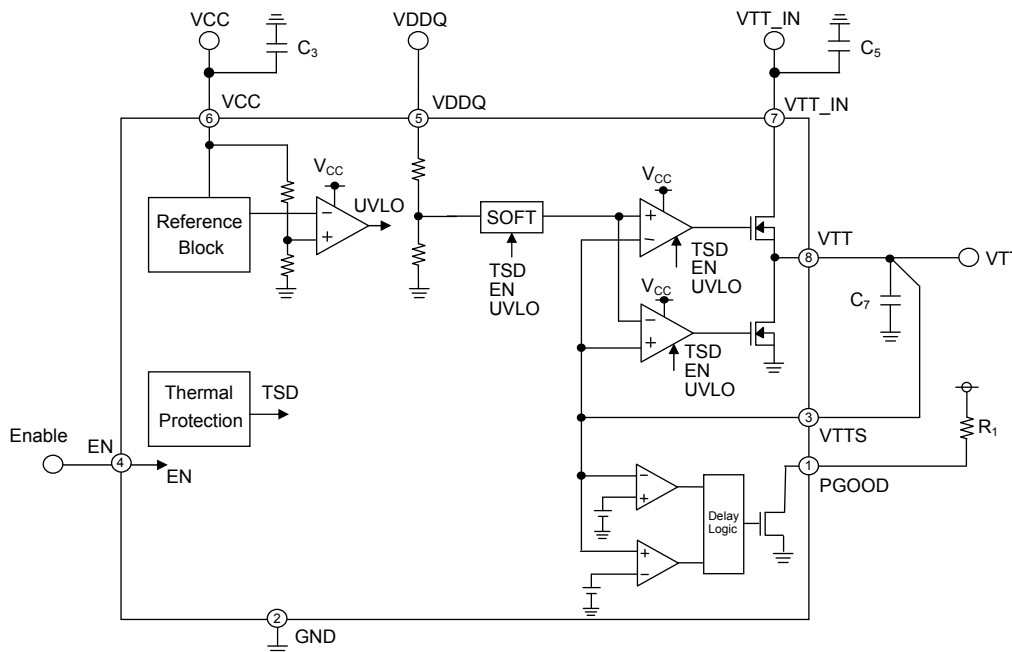 VCC
C3
VDDQ
VTT_IN
C5
VCC
6
VDDQ
5
VTT_IN
7
VCC
UVLO
Reference
Block
−
+
SOFT
TSD
EN
UVLO
VCC
+
−
TSD
EN
UVLO
VTT
8
VT
C7
VCC
−
+
TSD
EN
UVLO
Thermal
Protection
TSD
3
VTTS
R1
Enable
EN
4
EN
1
PGOOD
−
+
Delay
Logic
+
−
2
GND